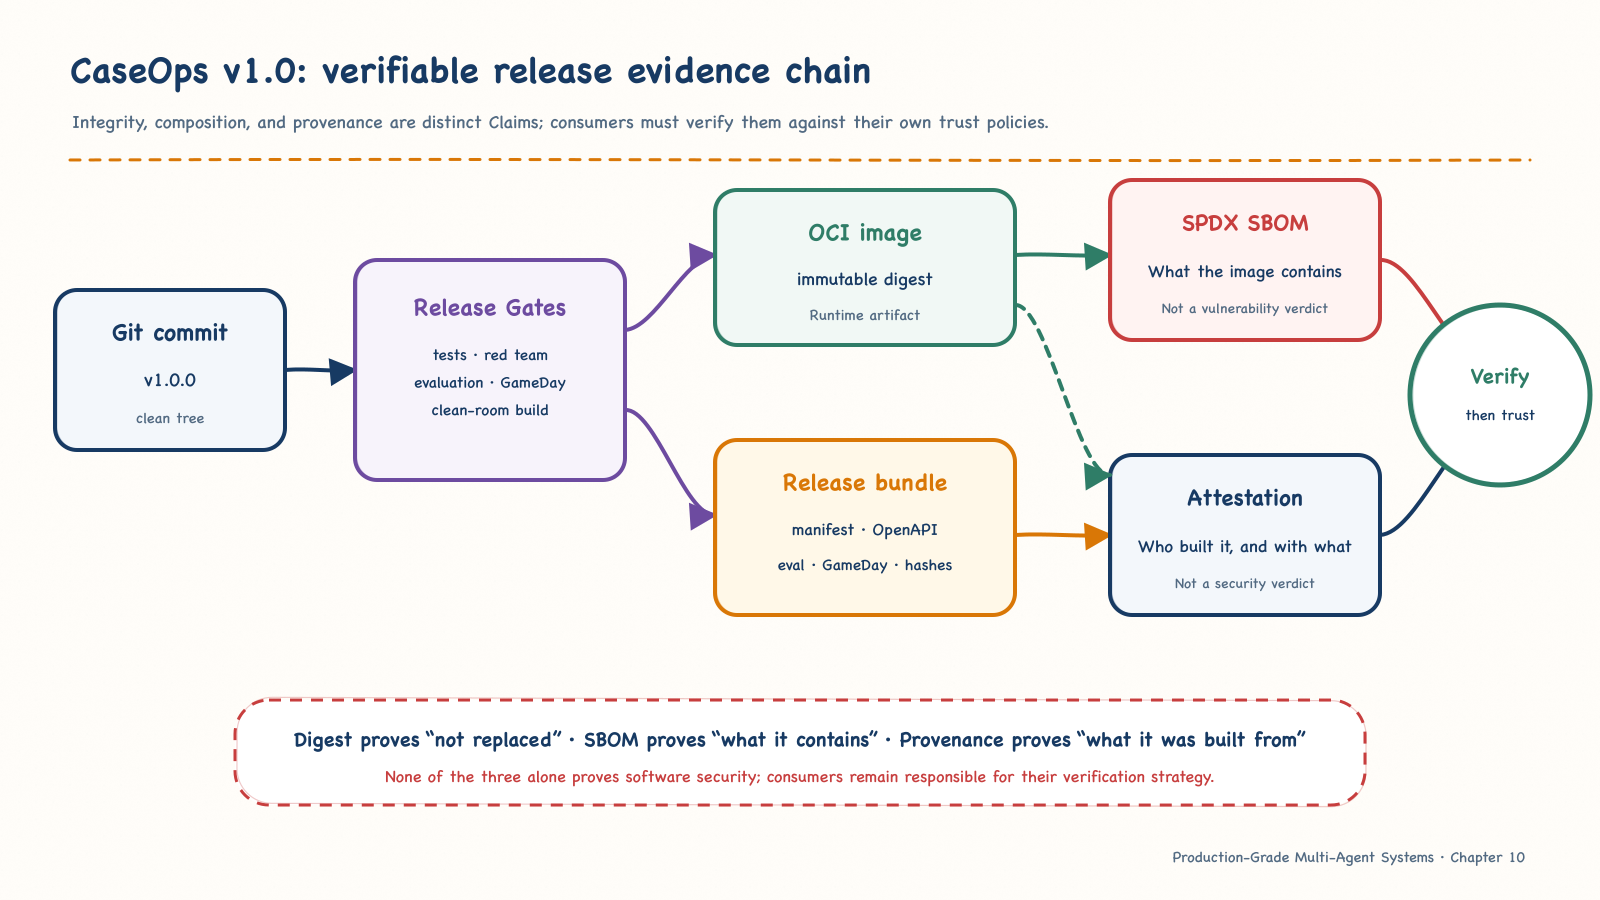 CaseOps v1.0: verifiable release evidence chain
Integrity, composition, and provenance are distinct Claims; consumers must verify them against their own trust policies.
Git commit
v1.0.0
clean tree
Release Gates
tests · red team
evaluation · GameDay
clean-room build
OCI image
immutable digest
Runtime artifact
Release bundle
manifest · OpenAPI
eval · GameDay · hashes
SPDX SBOM
What the image contains
Not a vulnerability verdict
Attestation
Who built it, and with what
Not a security verdict
Verify
then trust
Digest proves “not replaced” · SBOM proves “what it contains” · Provenance proves “what it was built from”
None of the three alone proves software security; consumers remain responsible for their verification strategy.
Production-Grade Multi-Agent Systems · Chapter 10